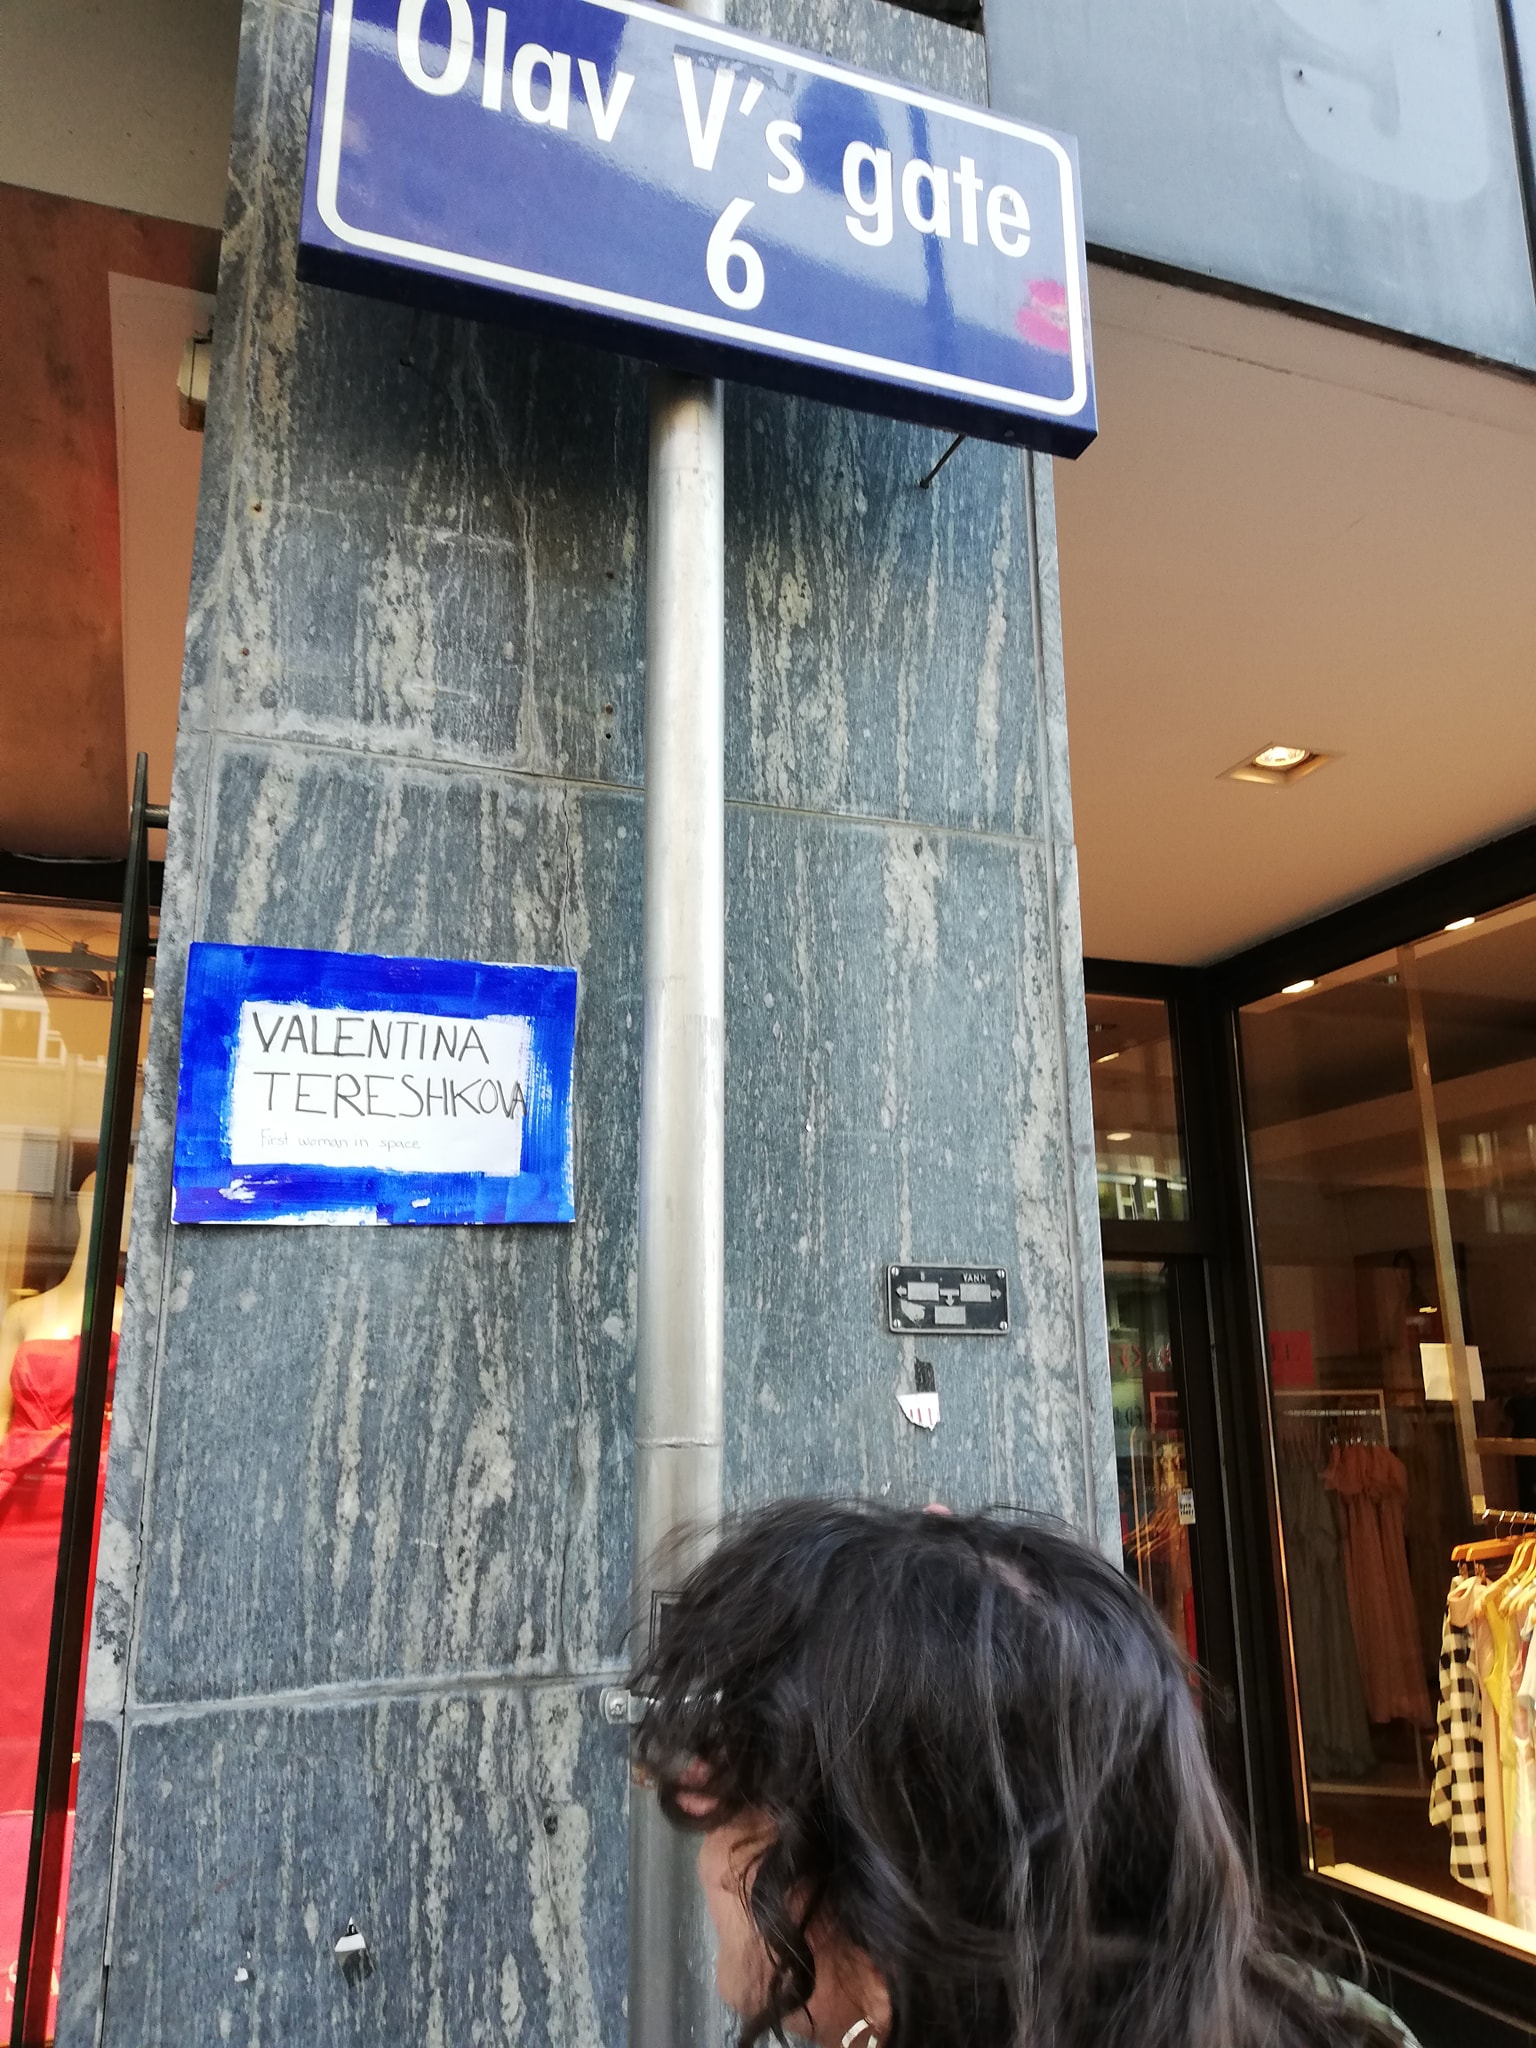 Olav V's gate
6
VALENTINA
TERESHKOVA
First woman in space
VANN